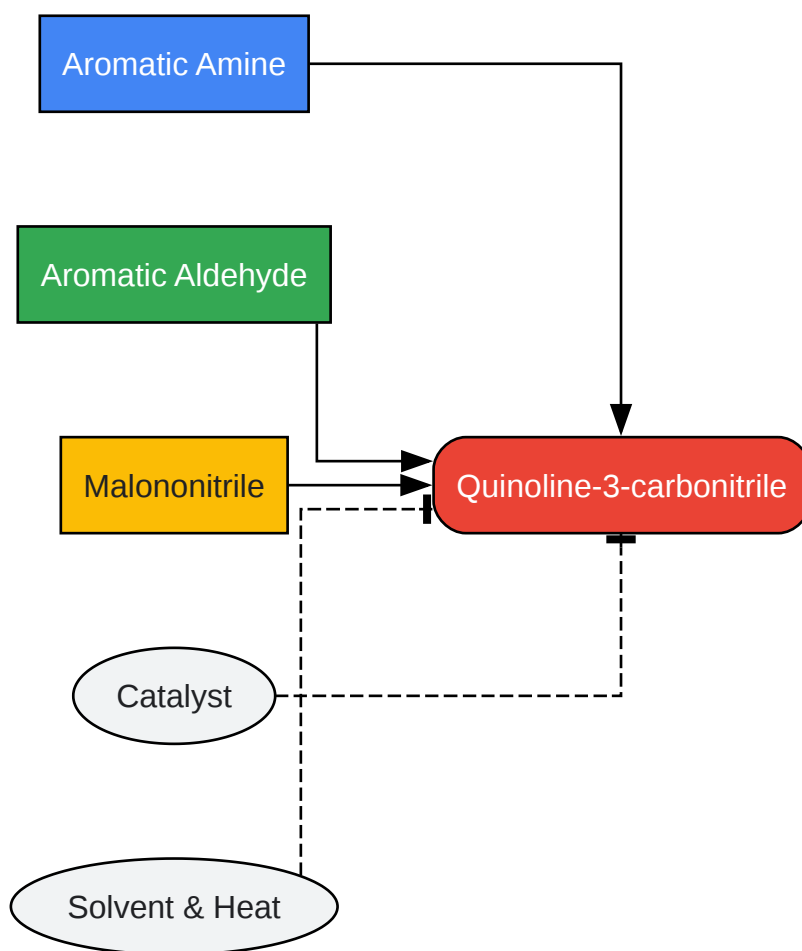 Aromatic Amine
Aromatic Aldehyde
Malononitrile
Quinoline-3-carbonitrile
Catalyst
Solvent & Heat